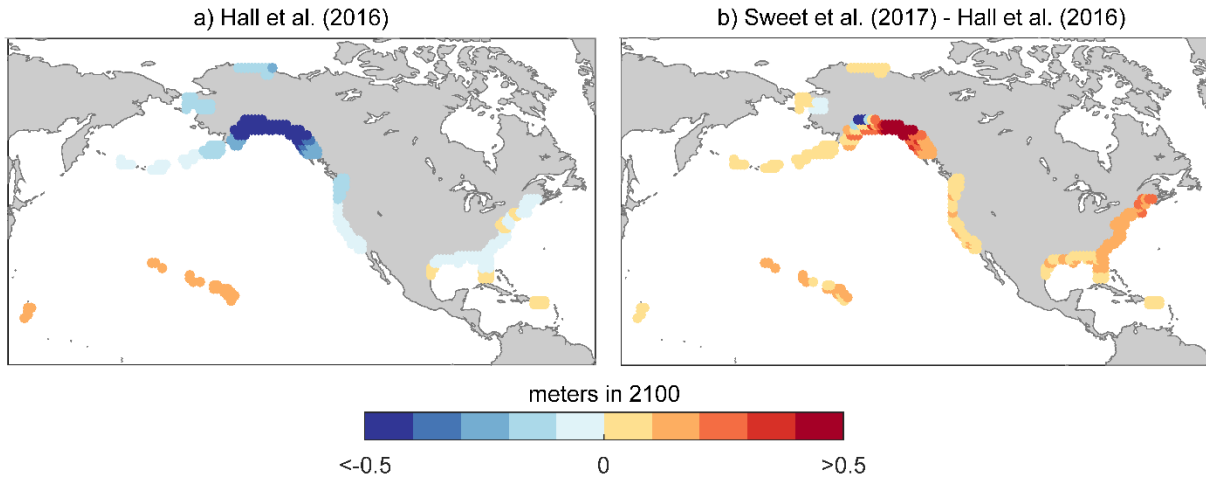 a) Hall et al. (2016)
b) Sweet et al. (2017) - Hall et al. (2016)
meters in 2100
<-0.5
0
>0.5